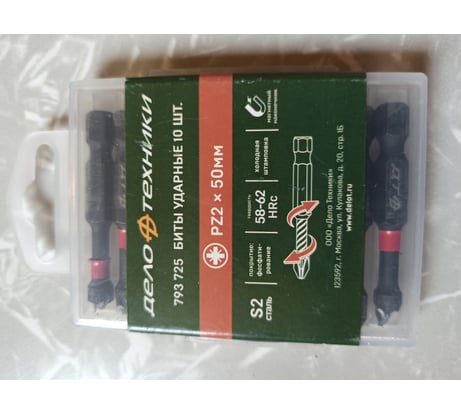 ДЕЛО ТЕХНИКИ
793 725 БИТЫ УДАРНЫЕ 10 ШТ.
PZ2 × 50мм
магнитный
наконечник
холодная
штамповка
твердость:
58-62
HRc
покрытие:
фосфати-
рование
S2
сталь
ООО «Дело Техники»
123592, г. Москва, ул. Кулакова, д. 20, стр. 1Б
www.delot.ru